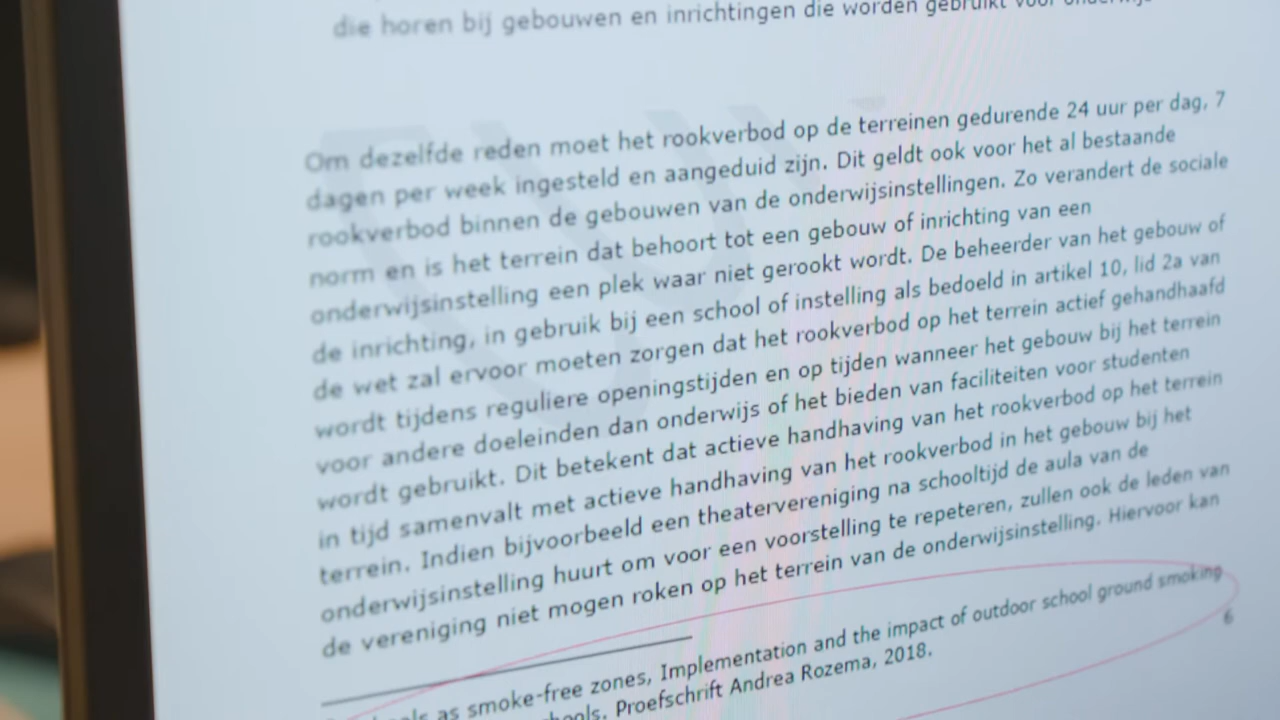 die horen bij gebouwen en inrichtingen die worden gebruikt voor
Om dezelfde reden moet het rookverbod op de terreinen gedurende 24 uur per dag, 7
dagen per week ingesteld en aangeduid zijn. Dit geldt ook voor het al bestaande
rookverbod binnen de gebouwen van de onderwijsinstellingen. Zo verandert de sociale
norm en is het terrein dat behoort tot een gebouw of inrichting van een
onderwijsinstelling een plek waar niet gerookt wordt. De beheerder van het gebouw of
de inrichting, in gebruik bij een school of instelling als bedoeld in artikel 10, lid 2a van
de wet zal ervoor moeten zorgen dat het rookverbod op het terrein actief gehandhaafd
wordt tijdens reguliere openingstijden en op tijden wanneer het gebouw bij het terrein
voor andere doeleinden dan onderwijs of het bieden van faciliteiten voor studenten
wordt gebruikt. Dit betekent dat actieve handhaving van het rookverbod op het terrein
in tijd samenvalt met actieve handhaving van het rookverbod in het gebouw bij het
terrein. Indien bijvoorbeeld een theatervereniging na schooltijd de aula van de
onderwijsinstelling huurt om voor een voorstelling te repeteren, zullen ook de leden van
de vereniging niet mogen roken op het terrein van de onderwijsinstelling. Hiervoor kan
6
as smoke-free zones, Implementation and the impact of outdoor school ground smoking
Proefschrift Andrea Rozema, 2018.